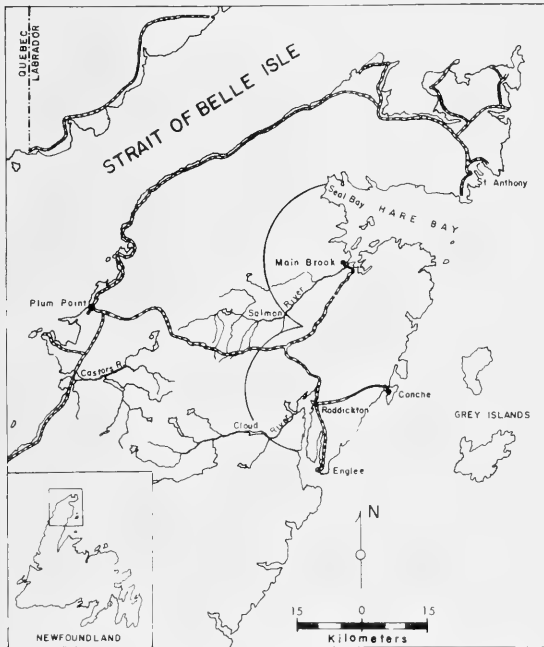 QUEBEC
LABRADOR
STRAIT OF BELLE ISLE
St Anthony
Seal Bay
HARE BAY
Main Brook
Plum Point
Salmon River
Castors R.
Conche
GREY ISLANDS
Roddickton
Cloud River
Englee
N
15 0 15
Kilometers
NEWFOUNDLAND